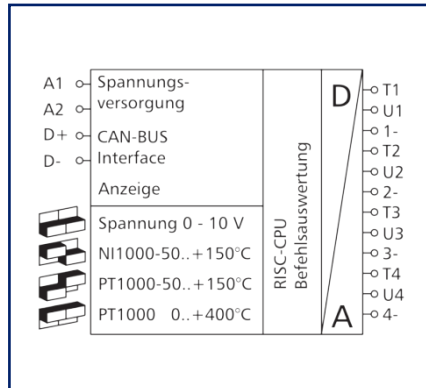 A1
A2
D+
D-
Spannungs-
versorgung
CAN-BUS
Interface
Anzeige
Spannung 0 - 10 V
NI1000-50..+150°C
PT1000-50..+150°C
PT1000 0..+400°C
RISC-CPU
Befehlsauswertung
D
A
T1
U1
1-
T2
U2
2-
T3
U3
3-
T4
U4
4-